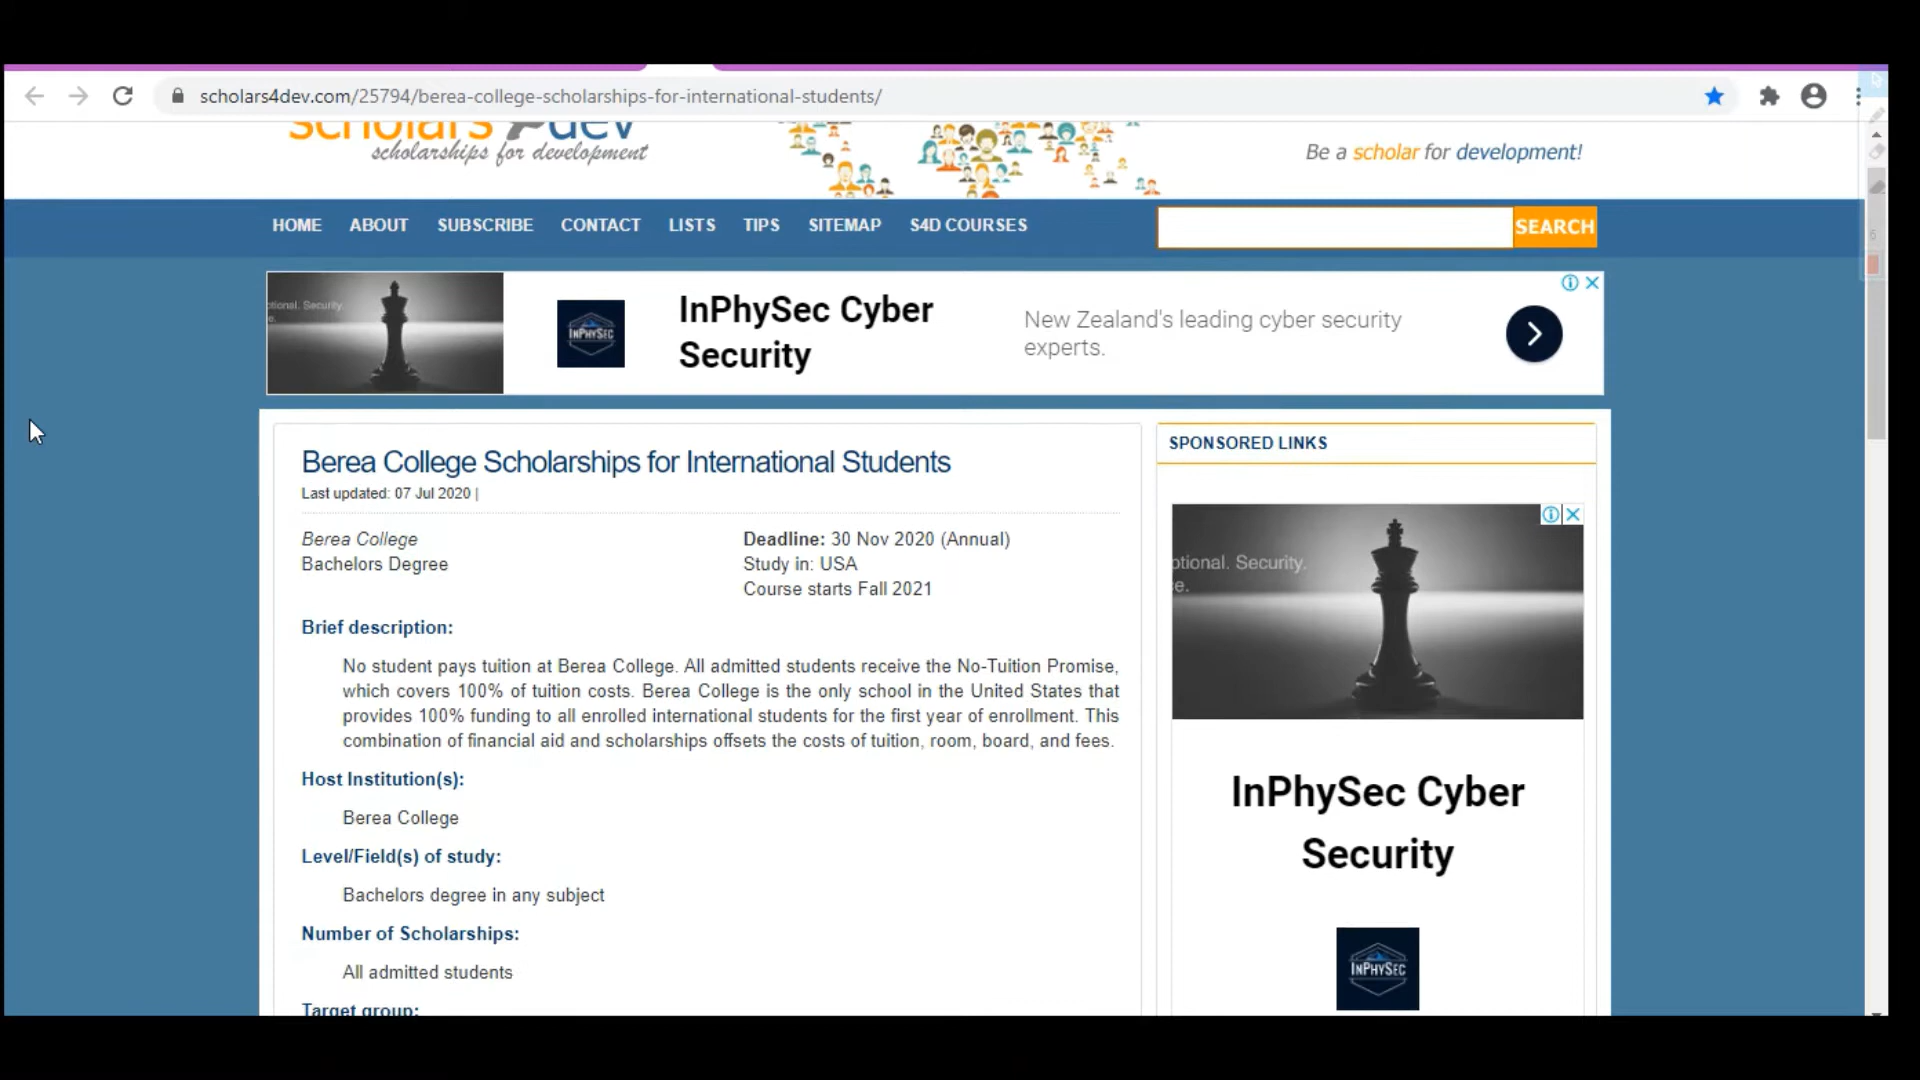 scholars4dev.com/25794/berea-college-scholarships-for-international-students/
scholars4dev
scholarships for development
Be a scholar for development!
HOME ABOUT SUBSCRIBE CONTACT LISTS TIPS SITEMAP S4D COURSES SEARCH
INPHYSEC
InPhySec Cyber
Security
New Zealand's leading cyber security
experts.
Berea College Scholarships for International Students
Last updated: 07 Jul 2020 |
Berea College
Bachelors Degree
Deadline: 30 Nov 2020 (Annual)
Study in: USA
Course starts Fall 2021
Brief description:
No student pays tuition at Berea College. All admitted students receive the No-Tuition Promise,
which covers 100% of tuition costs. Berea College is the only school in the United States that
provides 100% funding to all enrolled international students for the first year of enrollment. This
combination of financial aid and scholarships offsets the costs of tuition, room, board, and fees.
Host Institution(s):
Berea College
Level/Field(s) of study:
Bachelors degree in any subject
Number of Scholarships:
All admitted students
Target group:
SPONSORED LINKS
Security.
InPhySec Cyber
Security
INPHYSEC
6